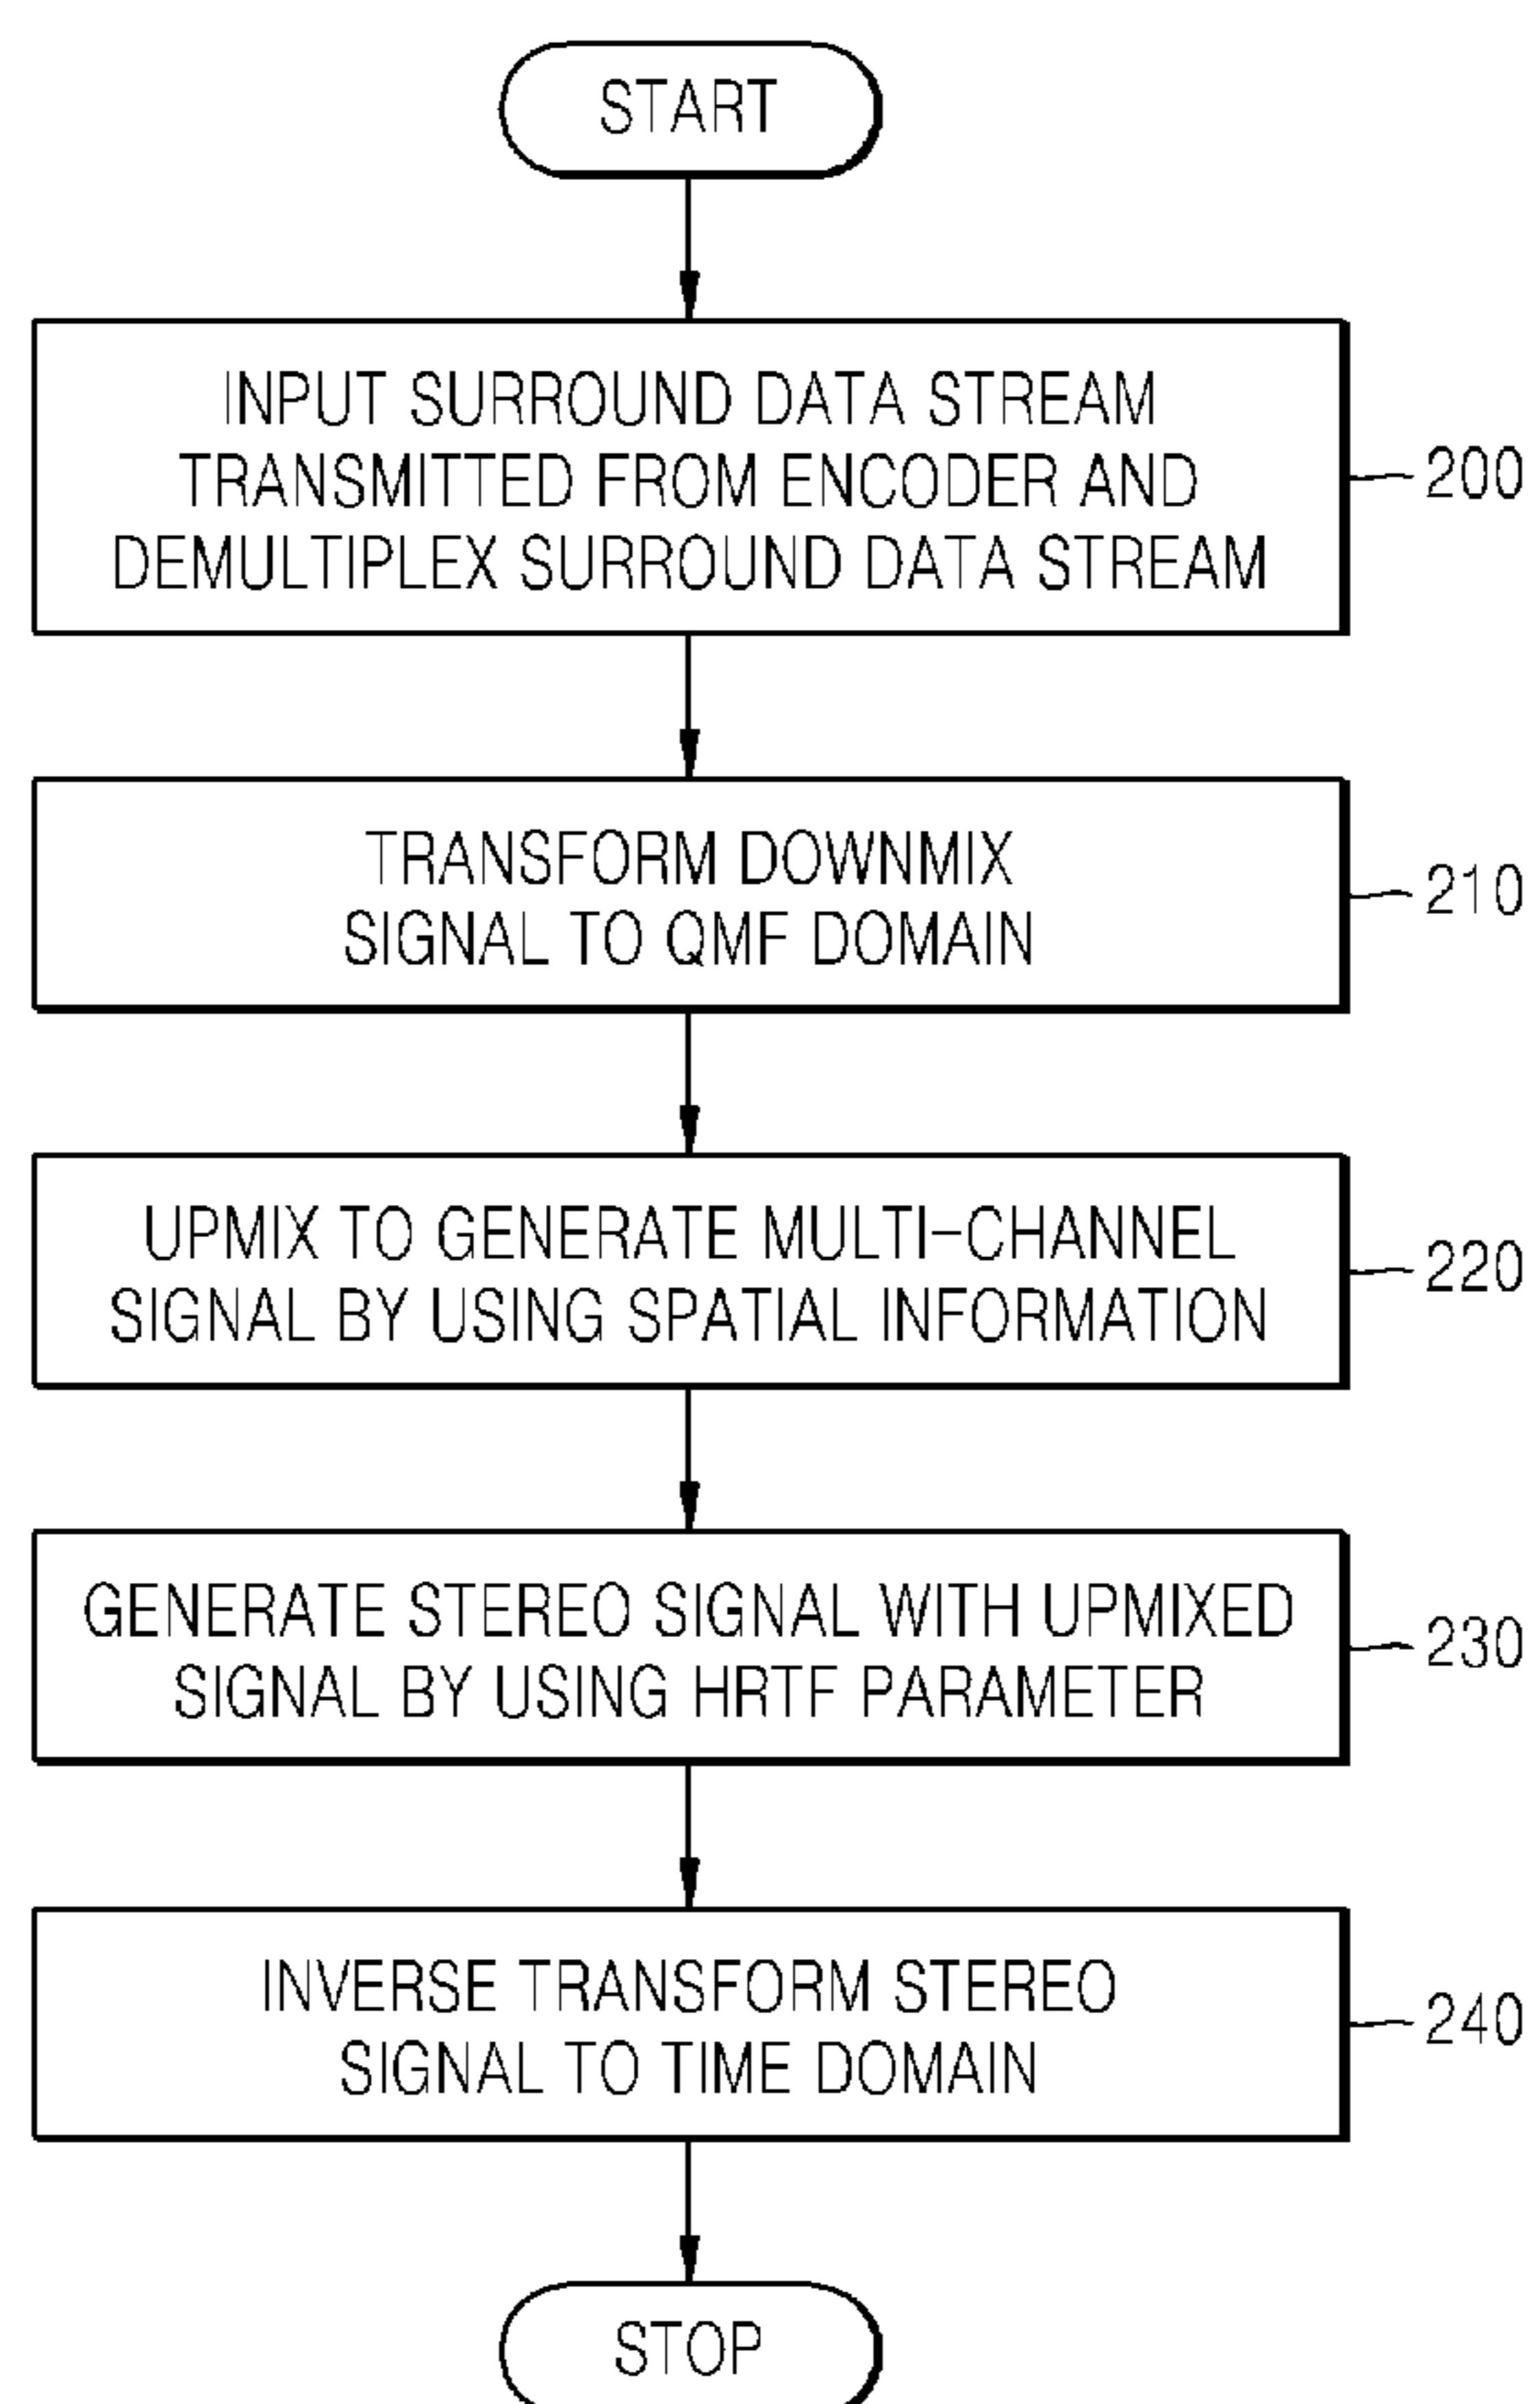 START
INPUT SURROUND DATA STREAM
TRANSMITTED FROM ENCODER AND
DEMULTIPLEX SURROUND DATA STREAM
200
TRANSFORM DOWNMIX
SIGNAL TO QMF DOMAIN
210
UPMIX TO GENERATE MULTI-CHANNEL
SIGNAL BY USING SPATIAL INFORMATION
220
GENERATE STEREO SIGNAL WITH UPMIXED
SIGNAL BY USING HRTF PARAMETER
230
INVERSE TRANSFORM STEREO
SIGNAL TO TIME DOMAIN
240
STOP